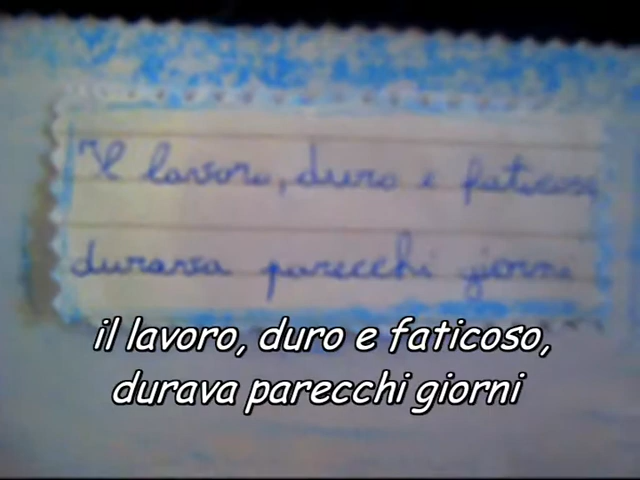 Il lavoro, duro e faticoso
durava parecchi giorni
il lavoro, duro e faticoso,
durava parecchi giorni